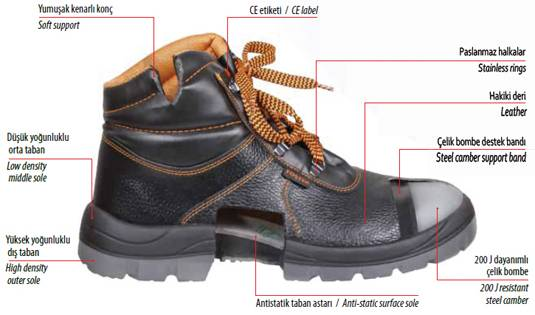 Yumuşak kenarlı konç
Soft support
CE etiketi / CE label
Paslanmaz halkalar
Stainless rings
Hakiki deri
Leather
Çelik bombe destek bandı
Steel camber support band
200 J dayanımlı
çelik bombe
200 J resistant
steel camber
Antistatik taban astarı / Anti-static surface sole
Düşük yoğunluklu
orta taban
Low density
middle sole
Yüksek yoğunluklu
dış taban
High density
outer sole